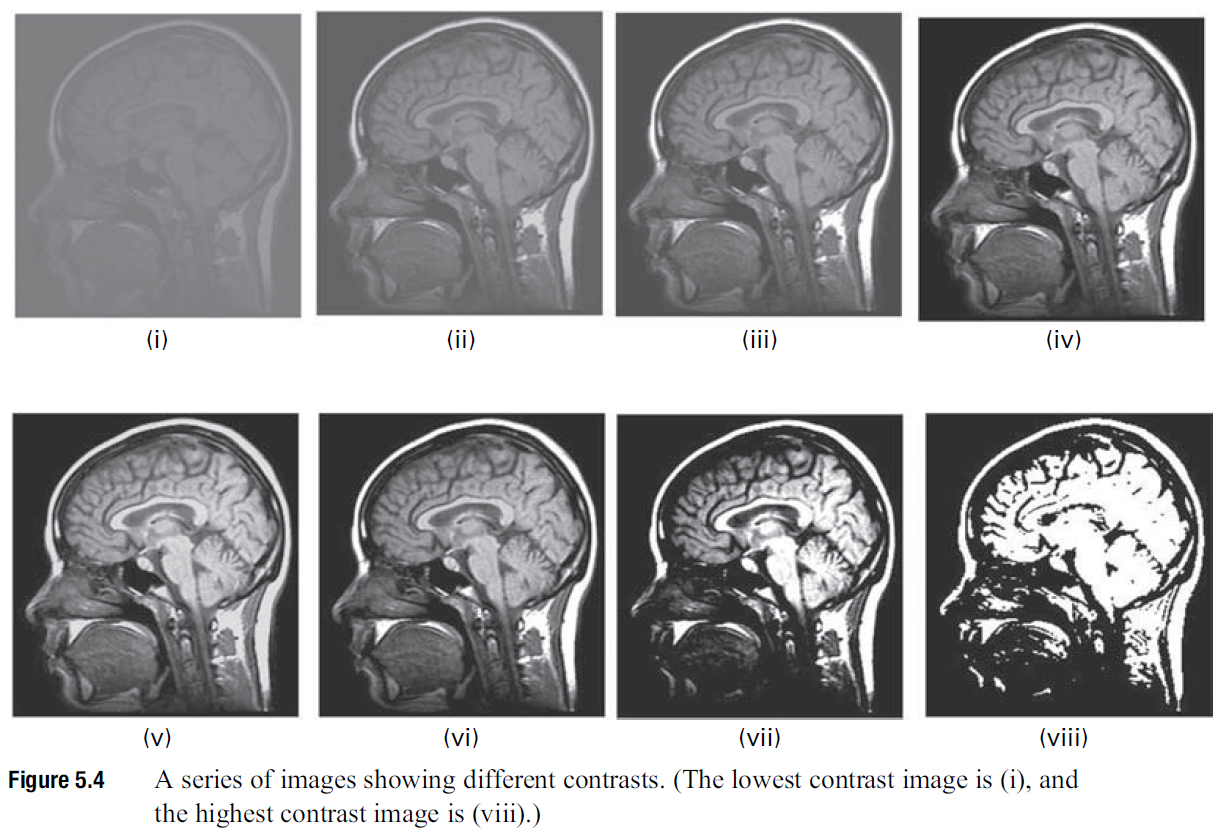 (i)
(ii)
(iii)
(iv)
(v)
(vi)
(vii)
(viii)
Figure 5.4 A series of images showing different contrasts. (The lowest contrast image is (i), and
the highest contrast image is (viii).)